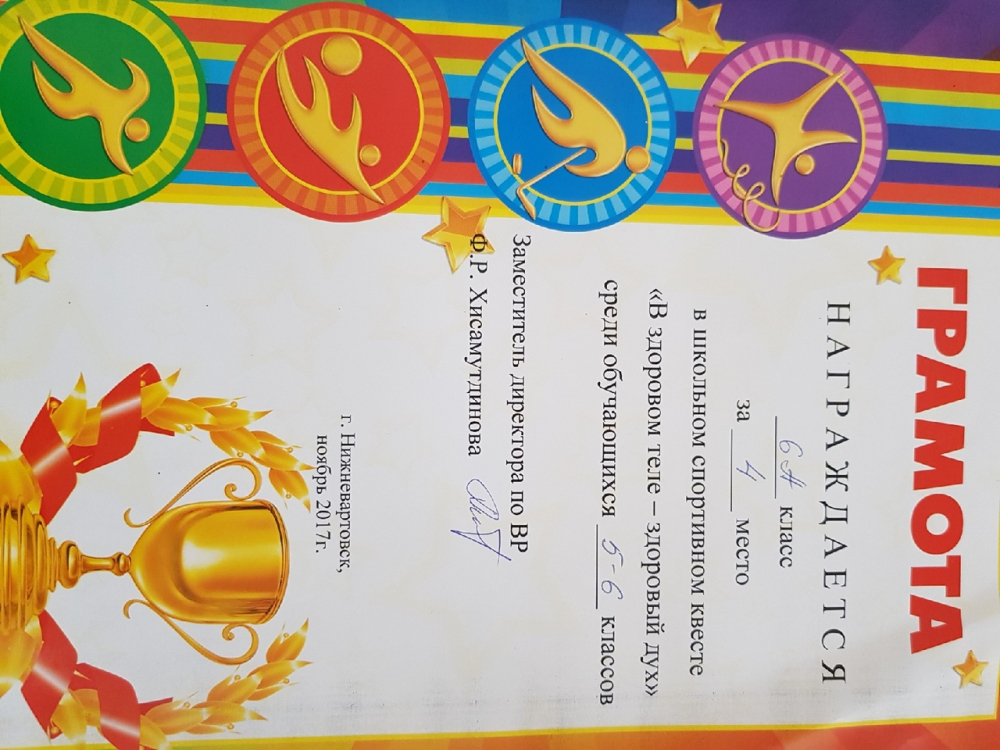 ГРАМОТА
НАГРАЖДАЕТСЯ
6А класс
за 4 место
в школьном спортивном квесте
«В здоровом теле – здоровый дух»
среди обучающихся 5-6 классов
Заместитель директора по ВР
Ф.Р. Хисамутдинова
г. Нижневартовск,
ноябрь 2017г.